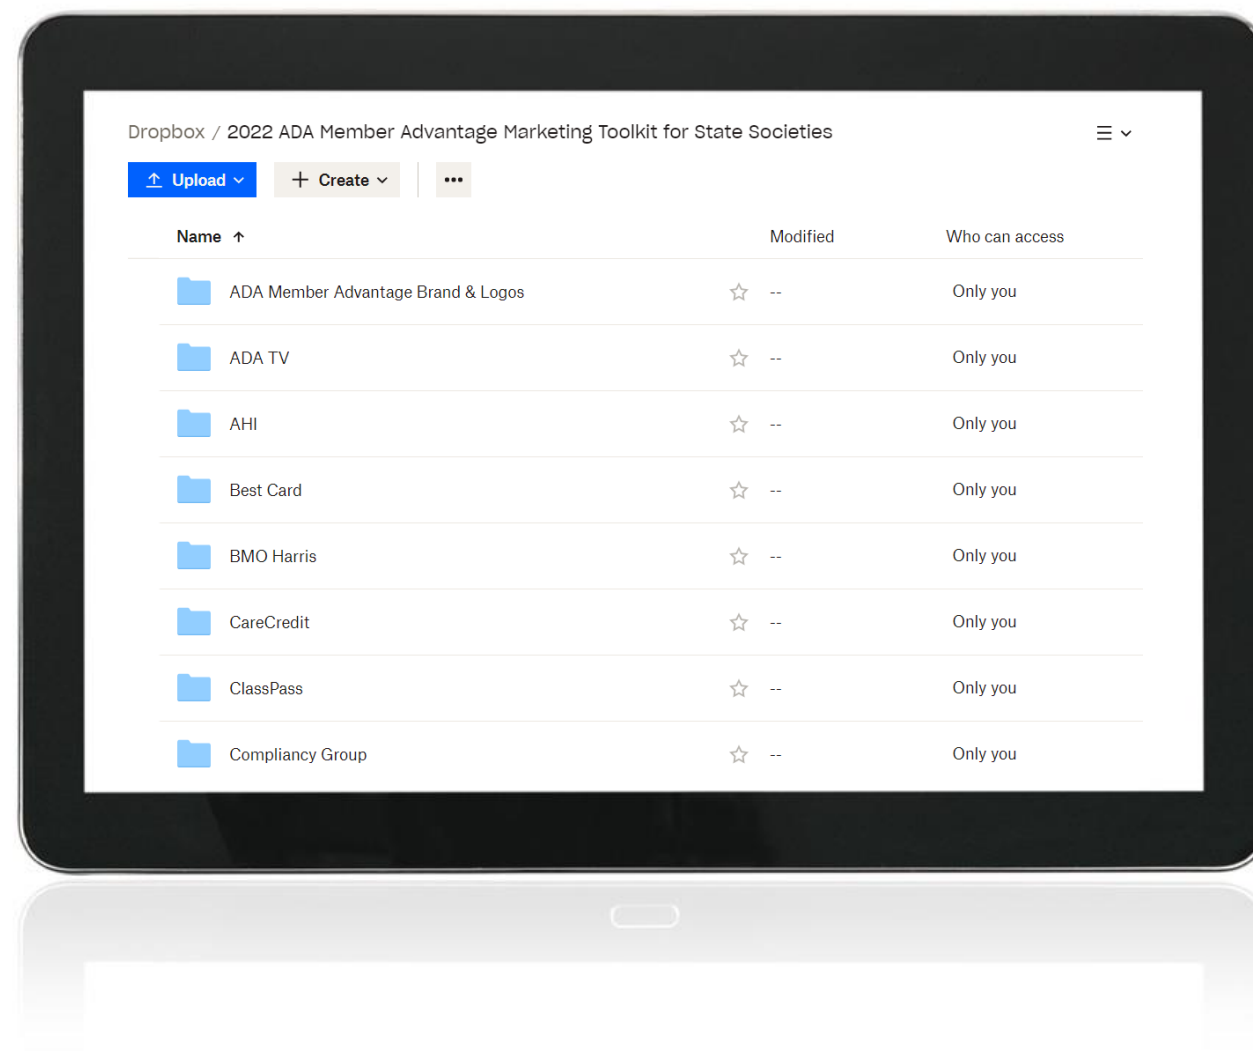 Dropbox / 2022 ADA Member Advantage Marketing Toolkit for State Societies
Upload + Create •••
Name ↑ Modified Who can access
ADA Member Advantage Brand & Logos -- Only you
ADA TV -- Only you
AHI -- Only you
Best Card -- Only you
BMO Harris -- Only you
CareCredit -- Only you
ClassPass -- Only you
Compliancy Group -- Only you